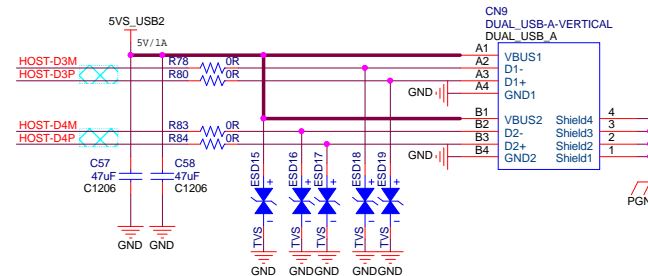 5VS_USB2
5V/1A
CN9
DUAL_USB-A-VERTICAL
DUAL_USB_A
HOST-D3M
R78
0R
HOST-D3P
R80
0R
A1
VBUS1
A2
D1-
A3
D1+
A4
GND1
GND
B1
VBUS2
HOST-D4M
R83
0R
B2
D2-
HOST-D4P
R84
0R
B3
D2+
B4
GND2
GND
Shield4
4
Shield3
3
Shield2
2
Shield1
1
C57
47uF
C1206
C58
47uF
C1206
ESD15
+
-
TVS
ESD16
+
-
TVS
ESD17
+
-
TVS
ESD18
+
-
TVS
ESD19
+
-
TVS
GND
GND
GND
GND
GND
GND
GND